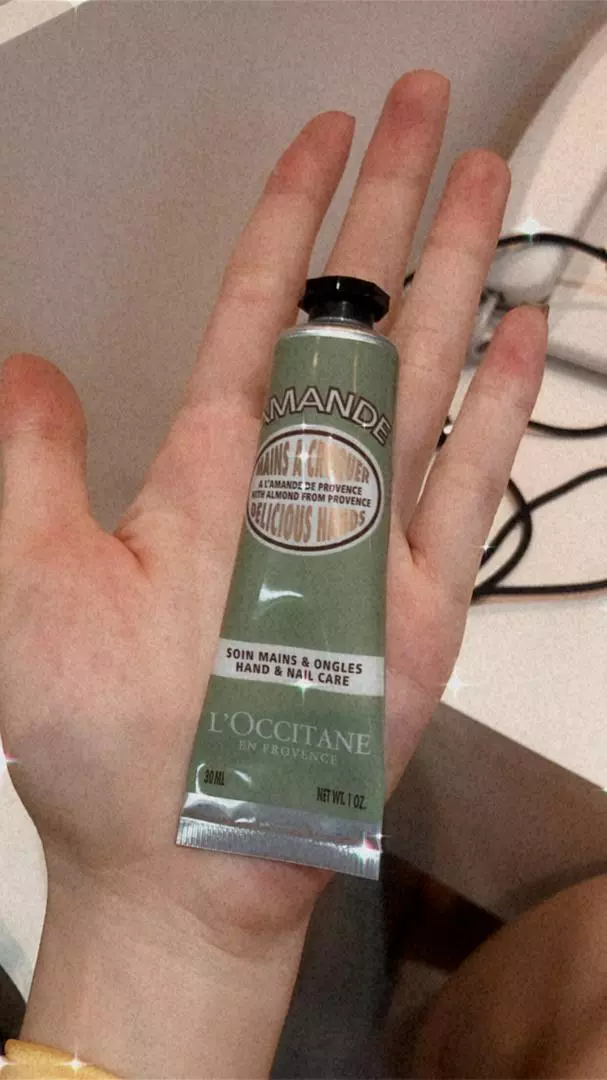 AMANDE
MAINS À CROQUER
À L'AMANDE DE PROVENCE
WITH ALMOND FROM PROVENCE
DELICIOUS HANDS
SOIN MAINS & ONGLES
HAND & NAIL CARE
L'OCCITANE
EN PROVENCE
30 ML
NET WT. 1 OZ.